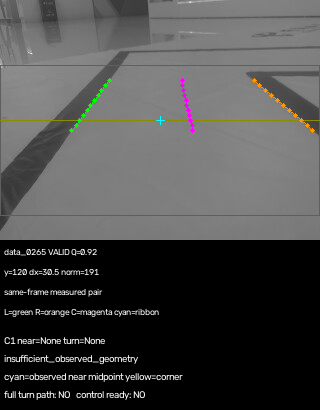 data_0265 VALID Q=0.92
y=120 dx=30.5 norm=191
same-frame measured pair
L=green R=orange C=magenta cyan=ribbon
C1 near=None turn=None
insufficient_observed_geometry
cyan=observed near midpoint yellow=corner
full turn path: NO control ready: NO